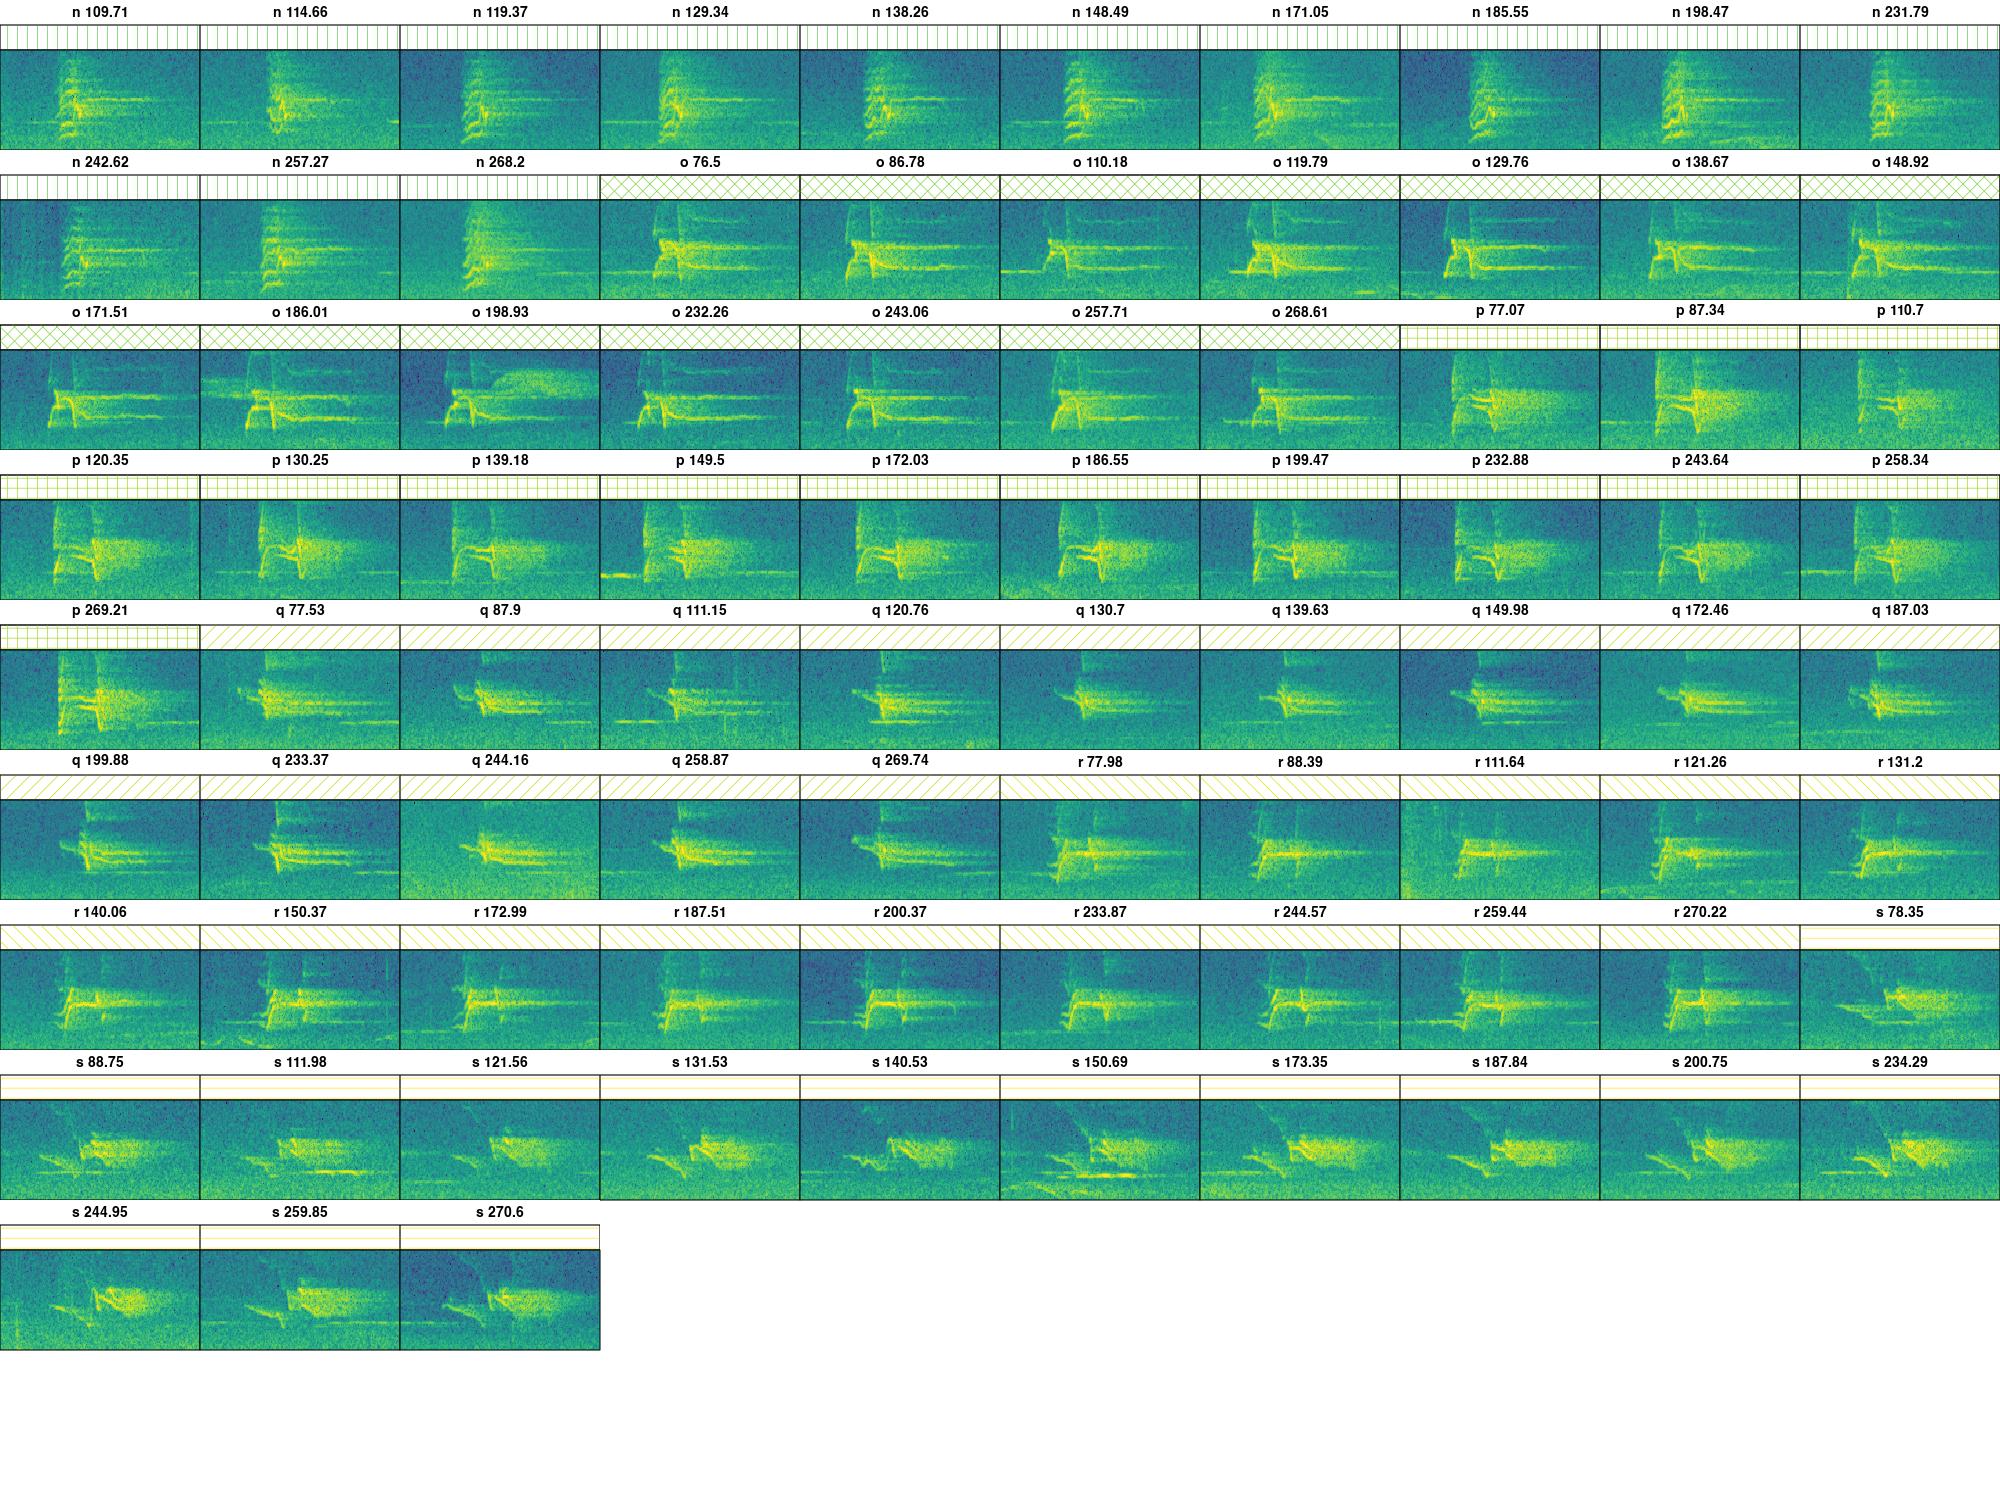 n 109.71 n 114.66 n 119.37 n 129.34 n 138.26 n 148.49 n 171.05 n 185.55 n 198.47 n 231.79
n 242.62 n 257.27 n 268.2 o 76.5 o 86.78 o 110.18 o 119.79 o 129.76 o 138.67 o 148.92
o 171.51 o 186.01 o 198.93 o 232.26 o 243.06 o 257.71 o 268.61 p 77.07 p 87.34 p 110.7
p 120.35 p 130.25 p 139.18 p 149.5 p 172.03 p 186.55 p 199.47 p 232.88 p 243.64 p 258.34
p 269.21 q 77.53 q 87.9 q 111.15 q 120.76 q 130.7 q 139.63 q 149.98 q 172.46 q 187.03
q 199.88 q 233.37 q 244.16 q 258.87 q 269.74 r 77.98 r 88.39 r 111.64 r 121.26 r 131.2
r 140.06 r 150.37 r 172.99 r 187.51 r 200.37 r 233.87 r 244.57 r 259.44 r 270.22 s 78.35
s 88.75 s 111.98 s 121.56 s 131.53 s 140.53 s 150.69 s 173.35 s 187.84 s 200.75 s 234.29
s 244.95 s 259.85 s 270.6